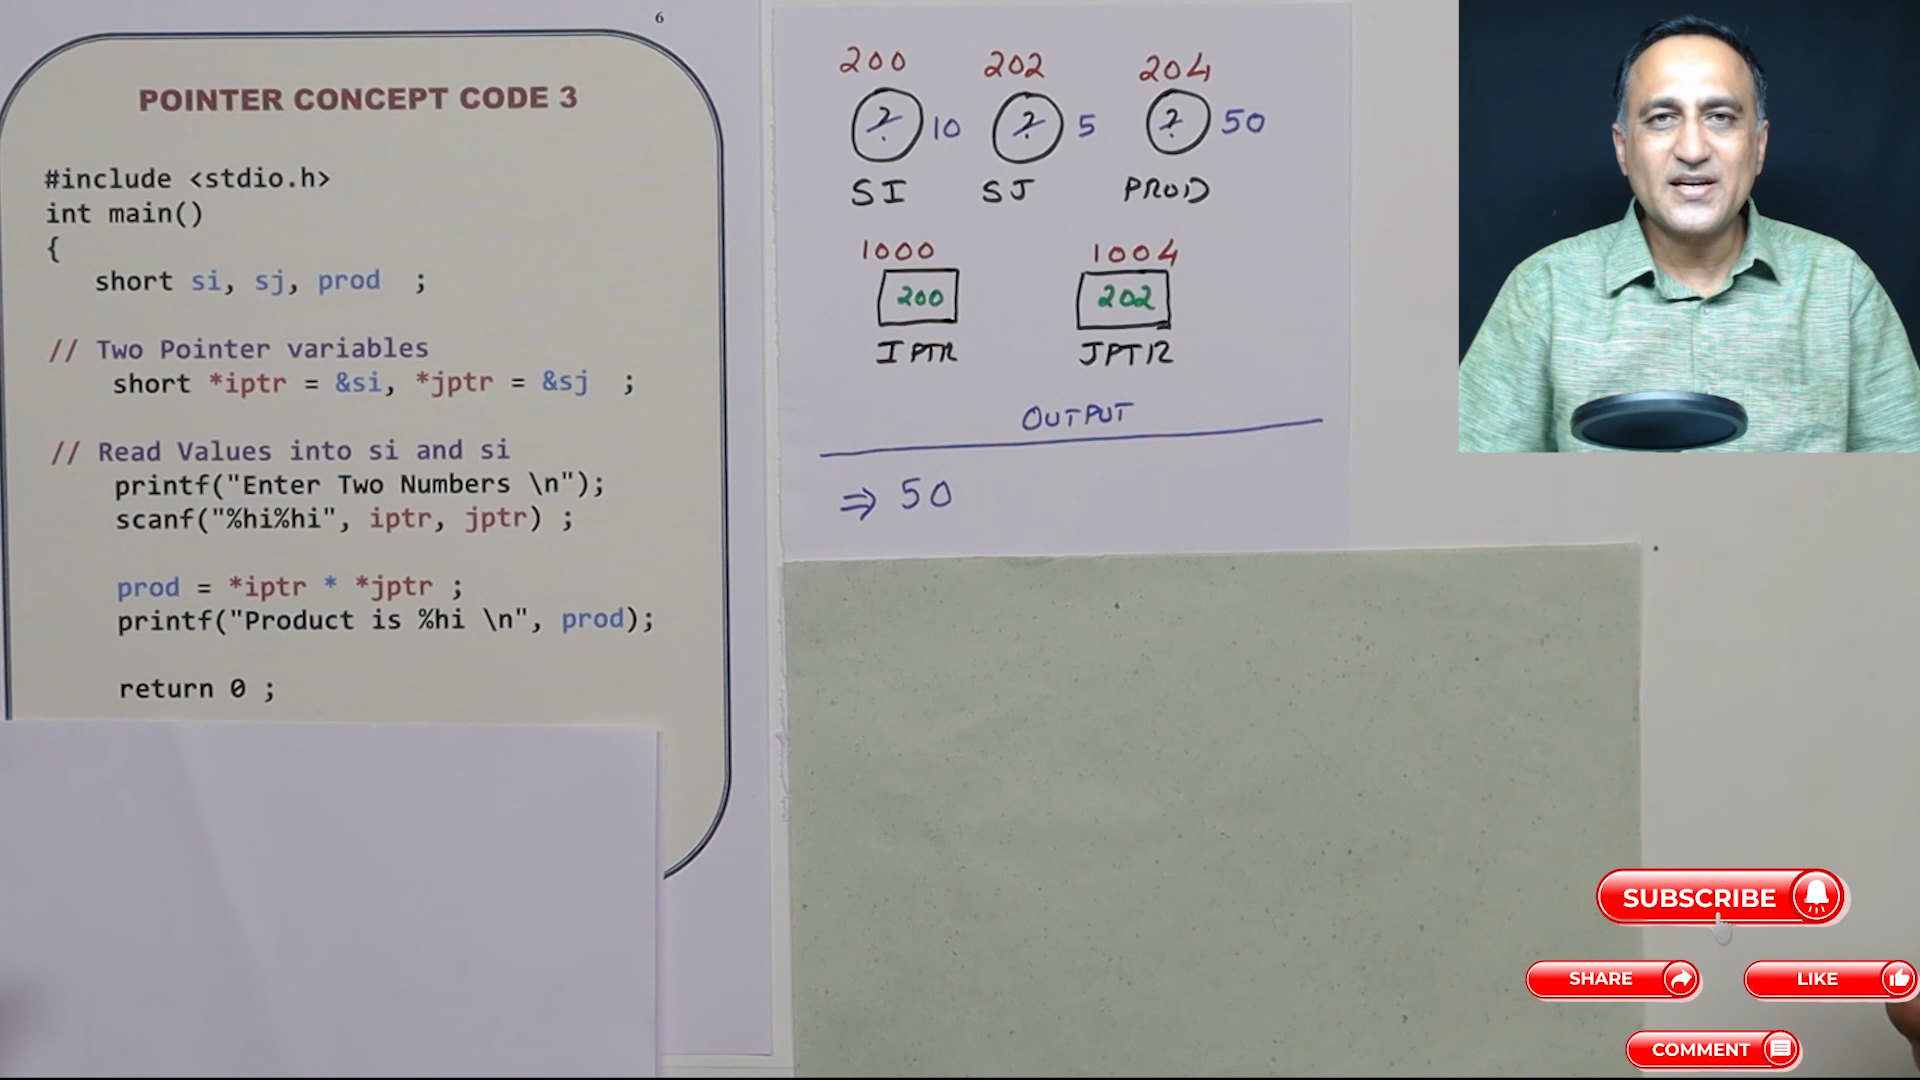 6
POINTER CONCEPT CODE 3
#include <stdio.h>
int main()
{
short si, sj, prod ;
// Two Pointer variables
short *iptr = &si, *jptr = &sj ;
// Read Values into si and si
printf("Enter Two Numbers \n");
scanf("%hi%hi", iptr, jptr) ;
prod = *iptr * *jptr ;
printf("Product is %hi \n", prod);
return 0 ;
200 202 204
? 10 ? 5 ? 50
SI SJ PROD
1000 1004
200 202
IPTR JPTR
OUTPUT
⇒ 50
SUBSCRIBE
SHARE LIKE
COMMENT